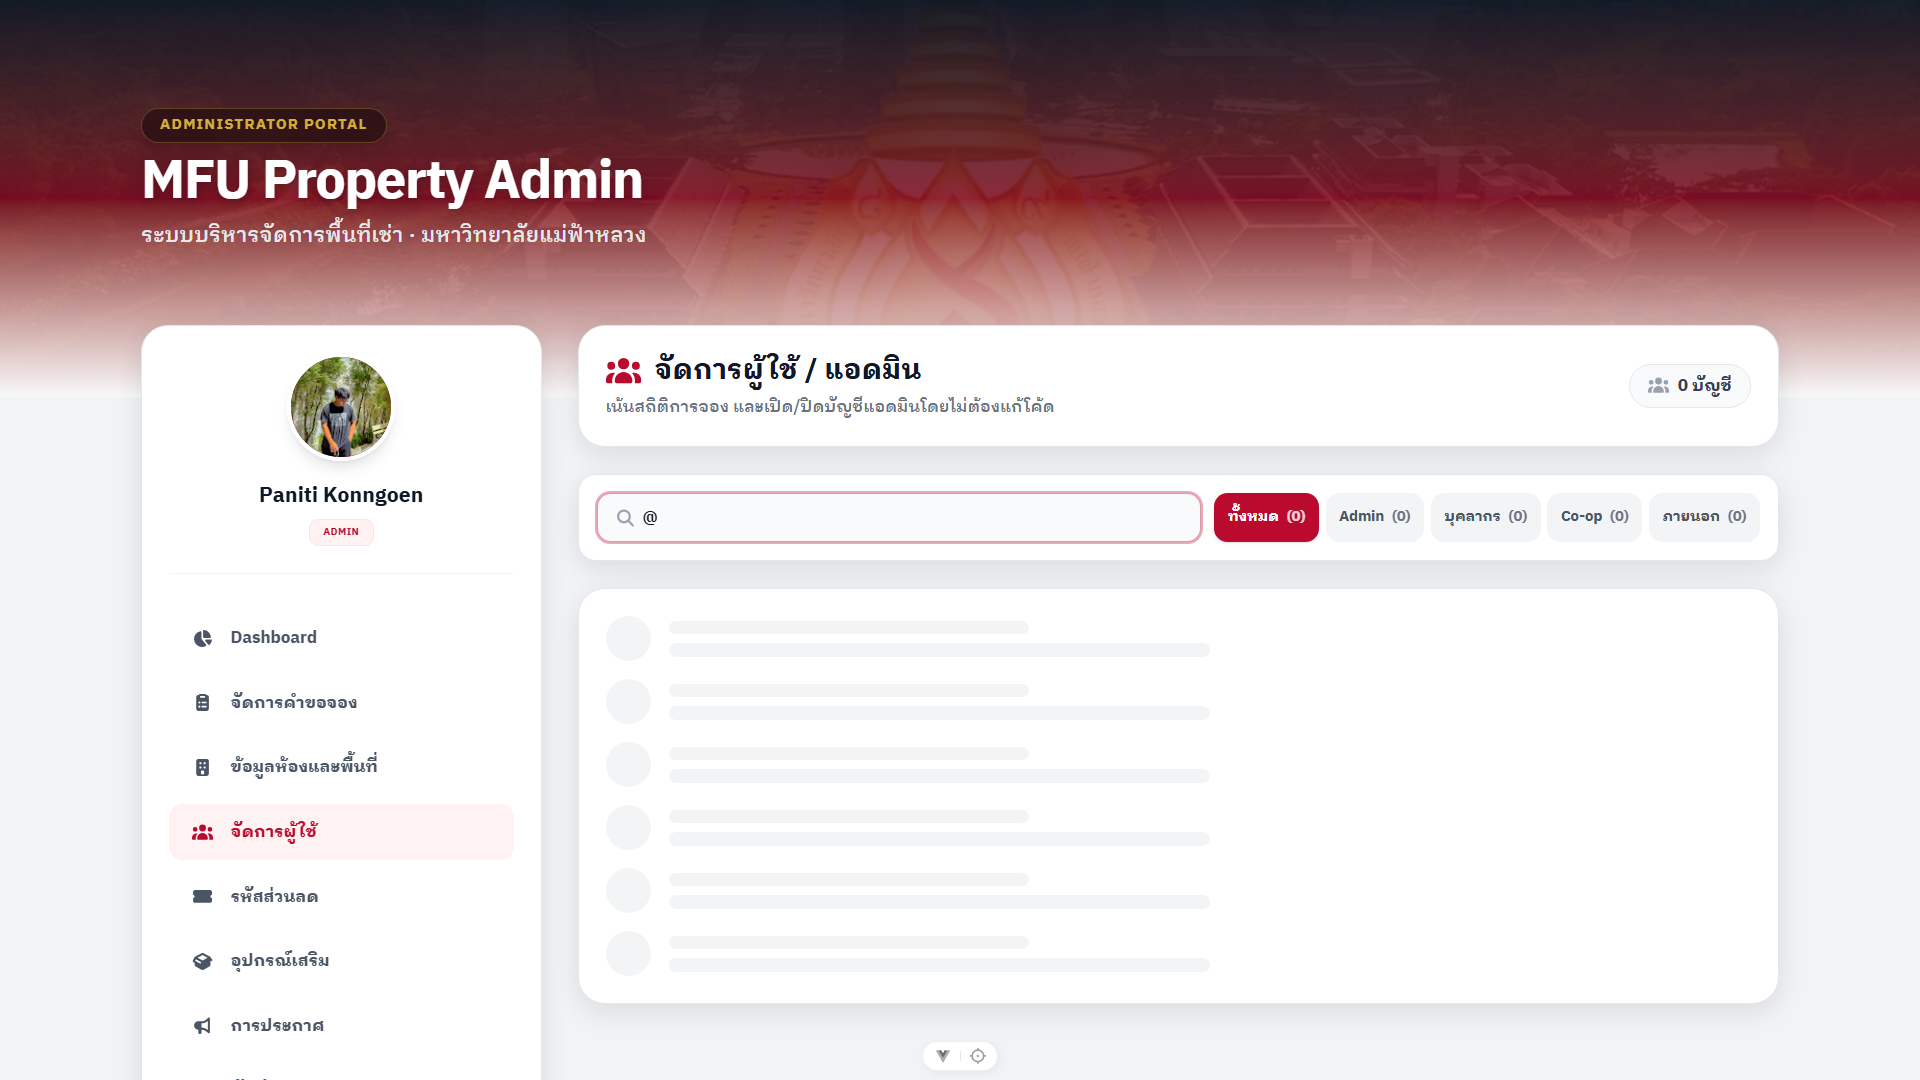 ADMINISTRATOR PORTAL
MFU Property Admin
ระบบบริหารจัดการพื้นที่เช่า · มหาวิทยาลัยแม่ฟ้าหลวง
Paniti Konngoen
ADMIN
Dashboard
จัดการคำขอจอง
ข้อมูลห้องและพื้นที่
จัดการผู้ใช้
รหัสส่วนลด
อุปกรณ์เสริม
การประกาศ
จัดการผู้ใช้ / แอดมิน
เน้นสถิติการจอง และเปิด/ปิดบัญชีแอดมินโดยไม่ต้องแก้โค้ด
0 บัญชี
@
ทั้งหมด (0)
Admin (0)
บุคลากร (0)
Co-op (0)
ภายนอก (0)